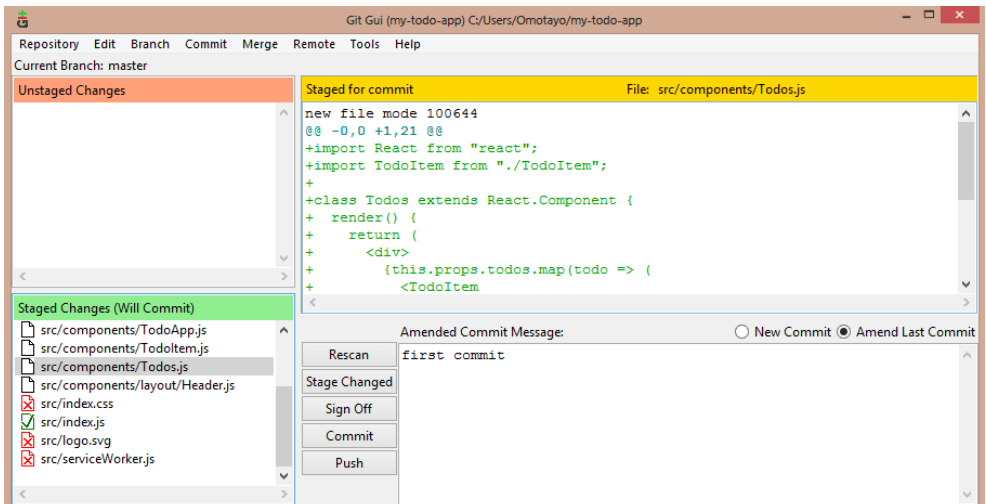 Git Gui (my-todo-app) C:/Users/Omotayo/my-todo-app
Repository Edit Branch Commit Merge Remote Tools Help
Current Branch: master
Unstaged Changes
Staged for commit File: src/components/Todos.js
new file mode 100644
@@ -0,0 +1,21 @@
+import React from "react";
+import TodoItem from "./TodoItem";
+
+class Todos extends React.Component {
+  render() {
+    return (
+      <div>
+        {this.props.todos.map(todo => (
+          <TodoItem
Staged Changes (Will Commit)
src/components/TodoApp.js
src/components/TodoItem.js
src/components/Todos.js
src/components/layout/Header.js
src/index.css
src/index.js
src/logo.svg
src/serviceWorker.js
Amended Commit Message: New Commit Amend Last Commit
Rescan
Stage Changed
Sign Off
Commit
Push
first commit